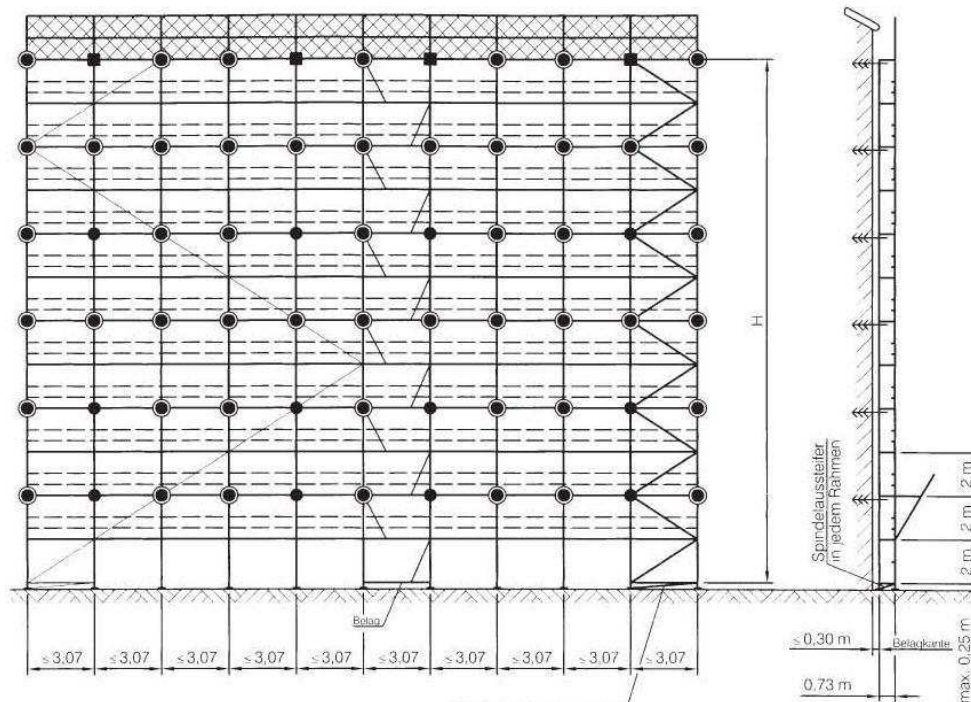 H
Spindelaussteifer
in jedem Rahmen
2 m
2 m
2 m
Belag
≤ 3,07
≤ 3,07
≤ 3,07
≤ 3,07
≤ 3,07
≤ 3,07
≤ 3,07
≤ 3,07
≤ 3,07
≤ 3,07
≤ 0,30 m
Belagkante
0,73 m
max. 0,25 m